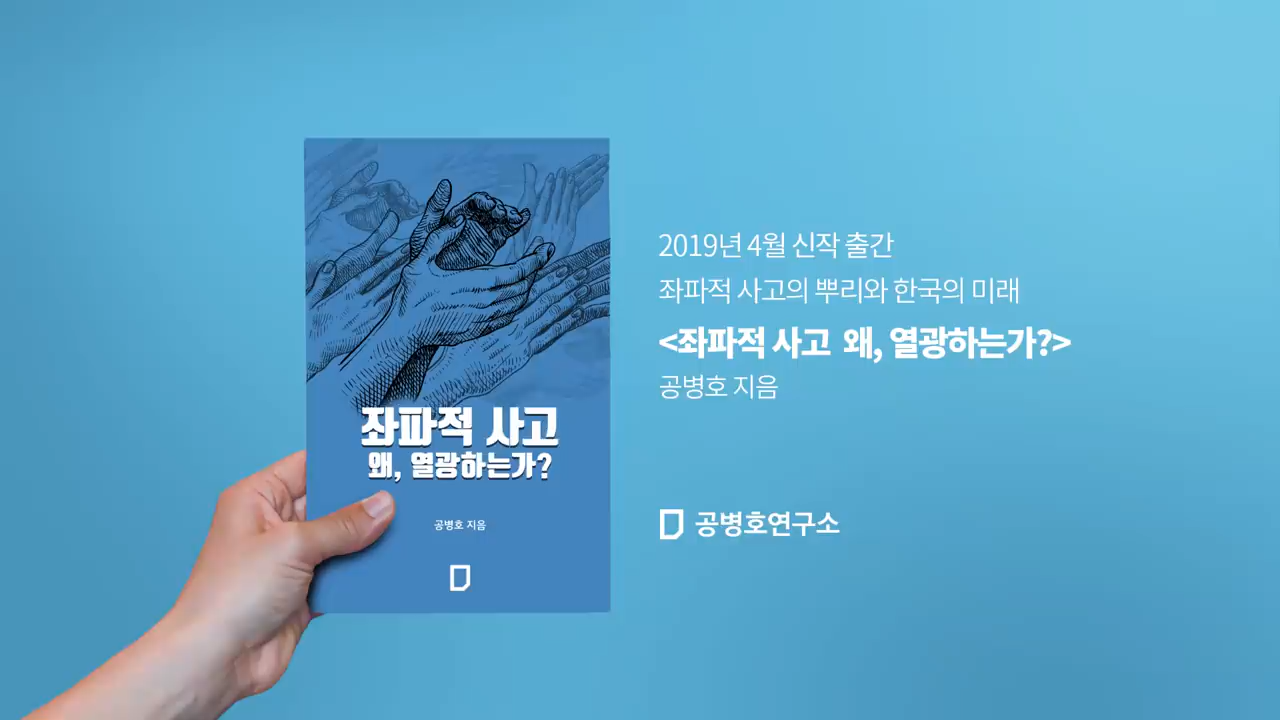 좌파적 사고
왜, 열광하는가?
공병호 지음
2019년 4월 신작 출간
좌파적 사고의 뿌리와 한국의 미래
<좌파적 사고 왜, 열광하는가?>
공병호 지음
공병호연구소